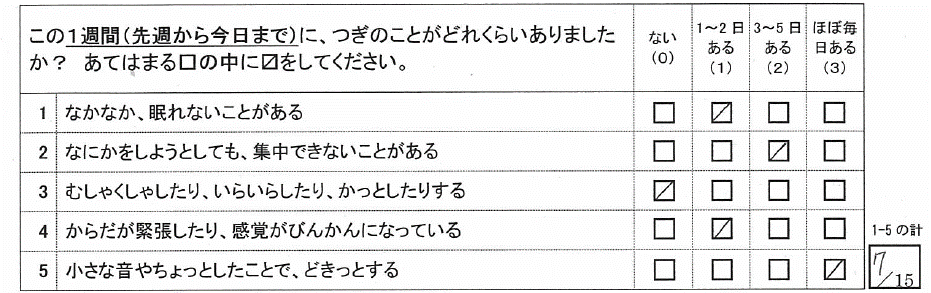 この１週間(先週から今日まで)に、つぎのことがどれくらいありました
か？　あてはまる□の中に☑をしてください。
ない
(0)
1～2日
ある
(1)
3～5日
ある
(2)
ほぼ毎
日ある
(3)
1 なかなか、眠れないことがある □ ☑ □ □
2 なにかをしようとしても、集中できないことがある □ □ ☑ □
3 むしゃくしゃしたり、いらいらしたり、かっとしたりする ☑ □ □ □
4 からだが緊張したり、感覚がびんかんになっている □ ☑ □ □
5 小さな音やちょっとしたことで、どきっとする □ □ □ ☑
1-5の計
7/15